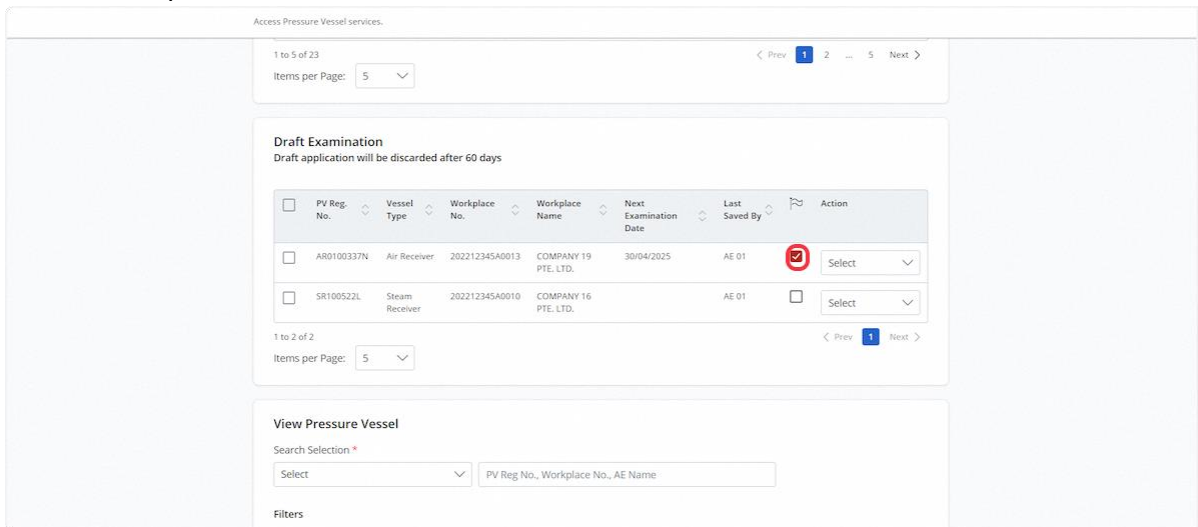 Access Pressure Vessel services.
1 to 5 of 23
Prev 1 2 ... 5 Next
Items per Page: 5
Draft Examination
Draft application will be discarded after 60 days
PV Reg. No. Vessel Type Workplace No. Workplace Name Next Examination Date Last Saved By Action
AR0100337N Air Receiver 202212345A0013 COMPANY 19 PTE. LTD. 30/04/2025 AE 01 Select
SR100522L Steam Receiver 202212345A0010 COMPANY 16 PTE. LTD. AE 01 Select
1 to 2 of 2
Prev 1 Next
Items per Page: 5
View Pressure Vessel
Search Selection *
Select PV Reg No., Workplace No., AE Name
Filters